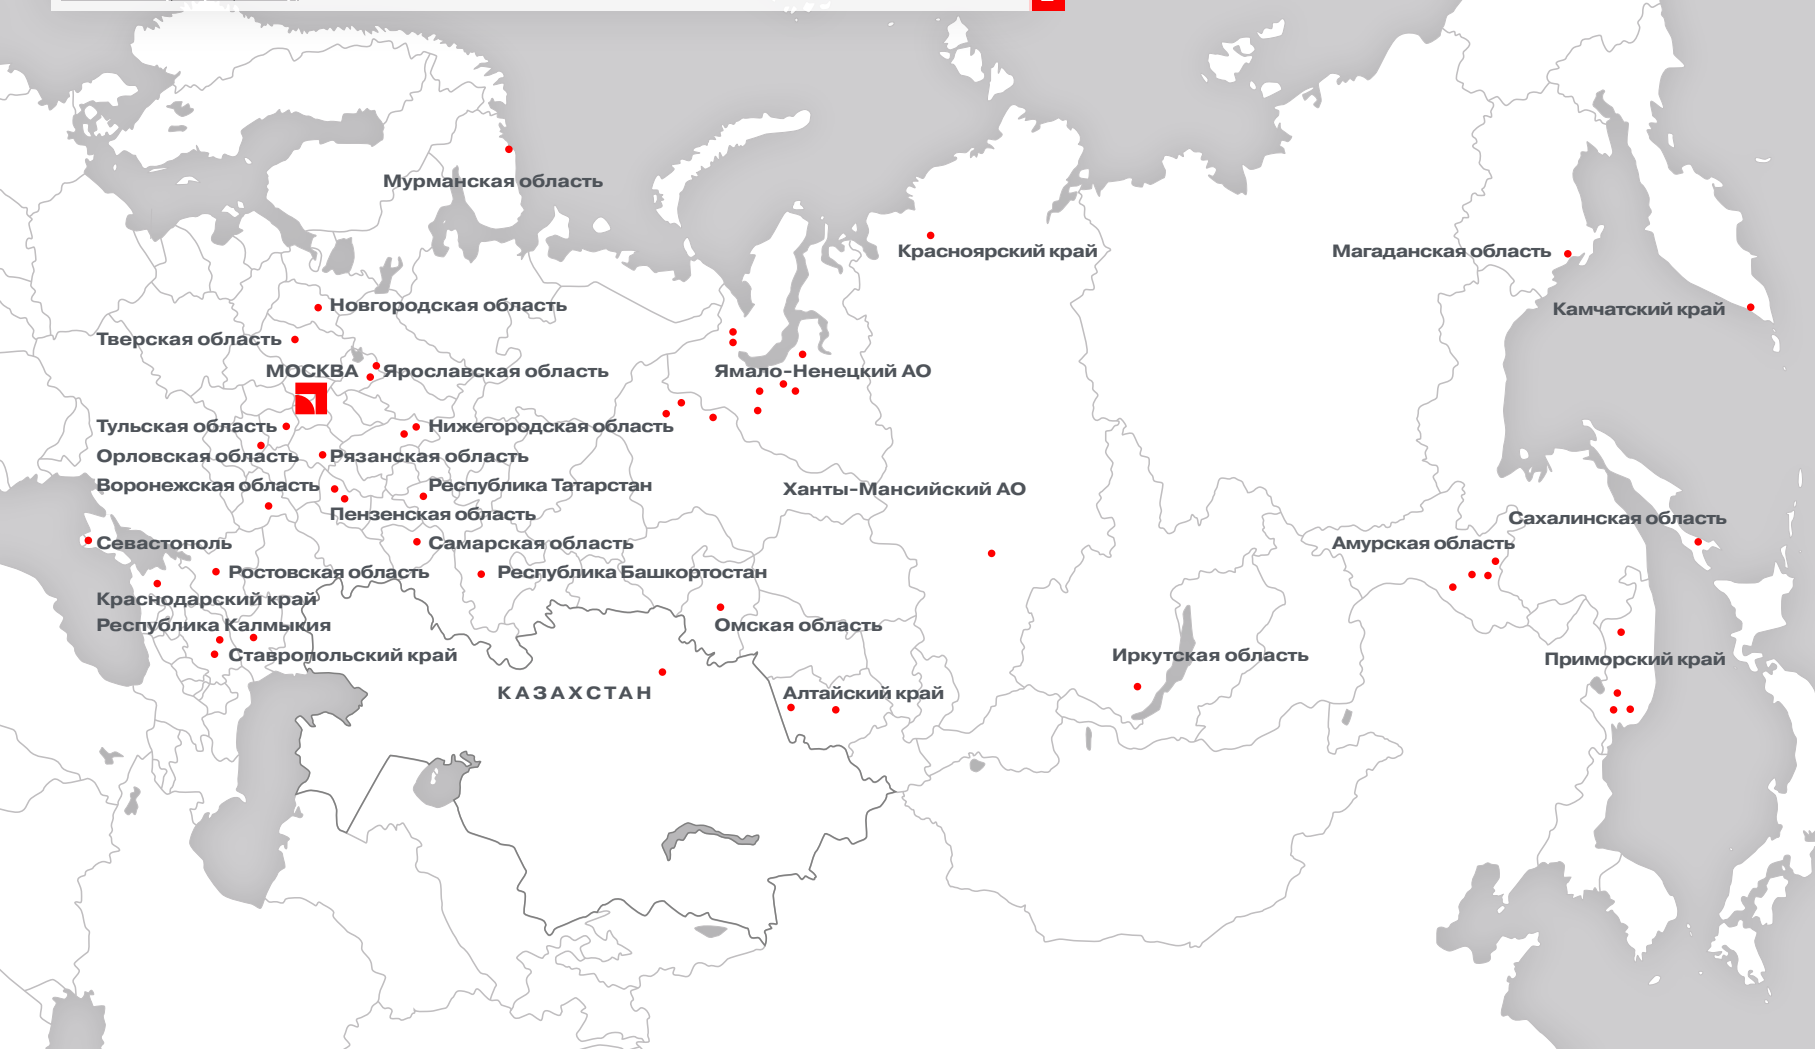 Мурманская область
Красноярский край
Магаданская область
Новгородская область
Камчатский край
Тверская область
МОСКВА
Ярославская область
Ямало-Ненецкий АО
Тульская область
Нижегородская область
Орловская область
Рязанская область
Воронежская область
Республика Татарстан
Ханты-Мансийский АО
Пензенская область
Сахалинская область
Севастополь
Самарская область
Амурская область
Ростовская область
Республика Башкортостан
Краснодарский край
Республика Калмыкия
Омская область
Ставропольский край
Иркутская область
Приморский край
КАЗАХСТАН
Алтайский край